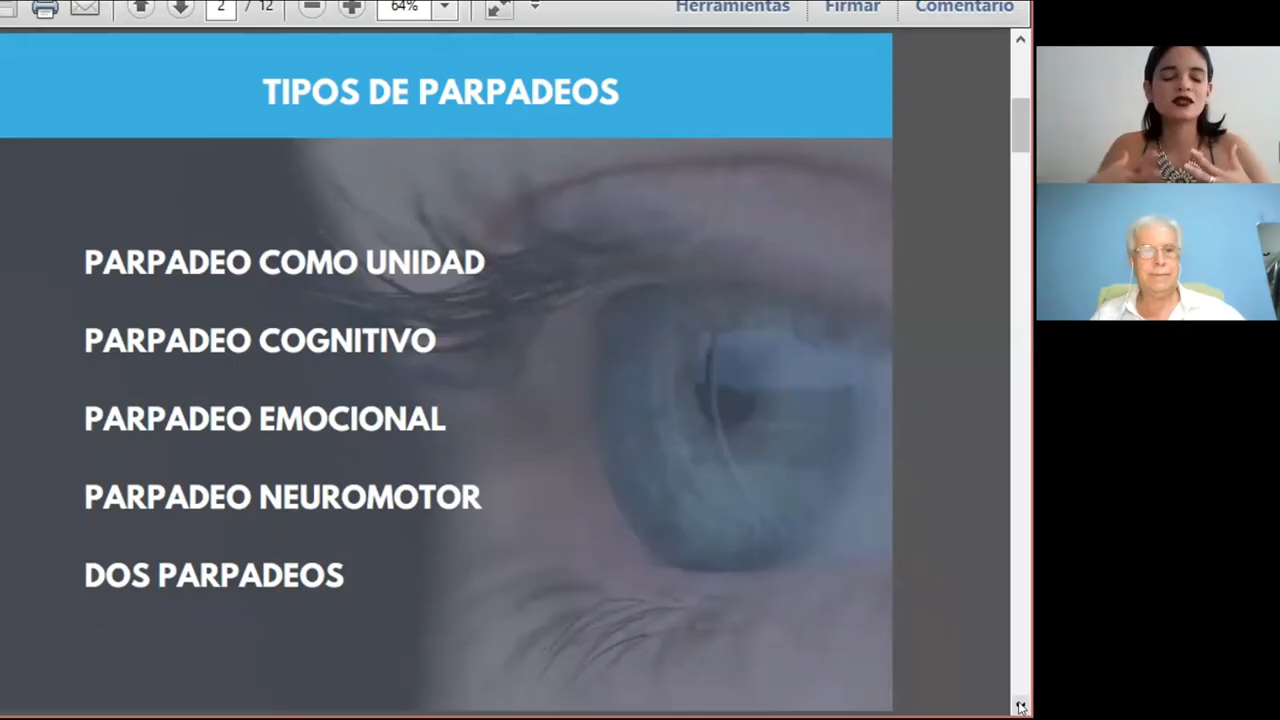 2 / 12
64%
Herramientas
Firmar
Comentario
TIPOS DE PARPADEOS
PARPADEO COMO UNIDAD
PARPADEO COGNITIVO
PARPADEO EMOCIONAL
PARPADEO NEUROMOTOR
DOS PARPADEOS